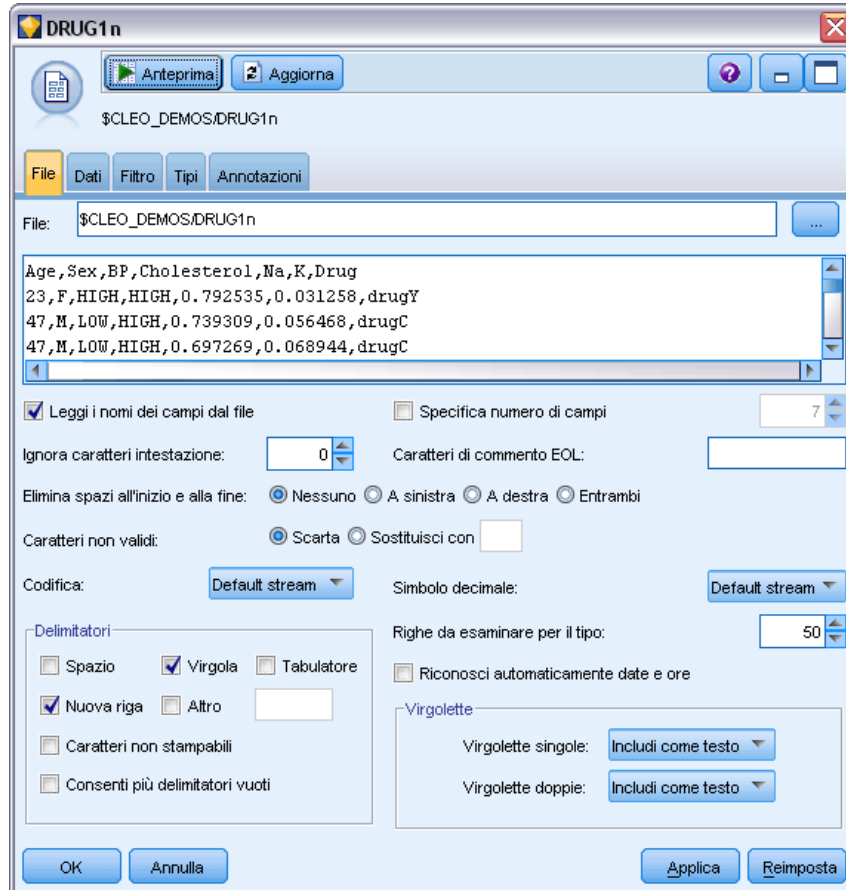 DRUG1n
Anteprima Aggiorna
$CLEO_DEMOS/DRUG1n
File Dati Filtro Tipi Annotazioni
File: $CLEO_DEMOS/DRUG1n ...
Age,Sex,BP,Cholesterol,Na,K,Drug
23,F,HIGH,HIGH,0.792535,0.031258,drugY
47,M,LOW,HIGH,0.739309,0.056468,drugC
47,M,LOW,HIGH,0.697269,0.068944,drugC
Leggi i nomi dei campi dal file Specifica numero di campi 7
Ignora caratteri intestazione: 0 Caratteri di commento EOL:
Elimina spazi all'inizio e alla fine: Nessuno A sinistra A destra Entrambi
Caratteri non validi: Scarta Sostituisci con
Codifica: Default stream Simbolo decimale: Default stream
Delimitatori Righe da esaminare per il tipo: 50
Spazio Virgola Tabulatore Riconosci automaticamente date e ore
Nuova riga Altro Virgolette
Caratteri non stampabili Virgolette singole: Includi come testo
Consenti più delimitatori vuoti Virgolette doppie: Includi come testo
OK Annulla Applica Reimposta